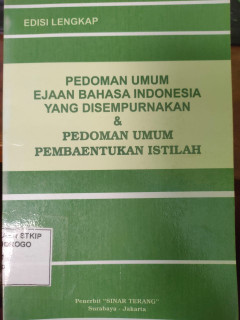 EDISI LENGKAP
PEDOMAN UMUM
EJAAN BAHASA INDONESIA
YANG DISEMPURNAKAN
&
PEDOMAN UMUM
PEMBAENTUKAN ISTILAH
STKIP
OROGO
Penerbit "SINAR TERANG"
Surabaya - Jakarta